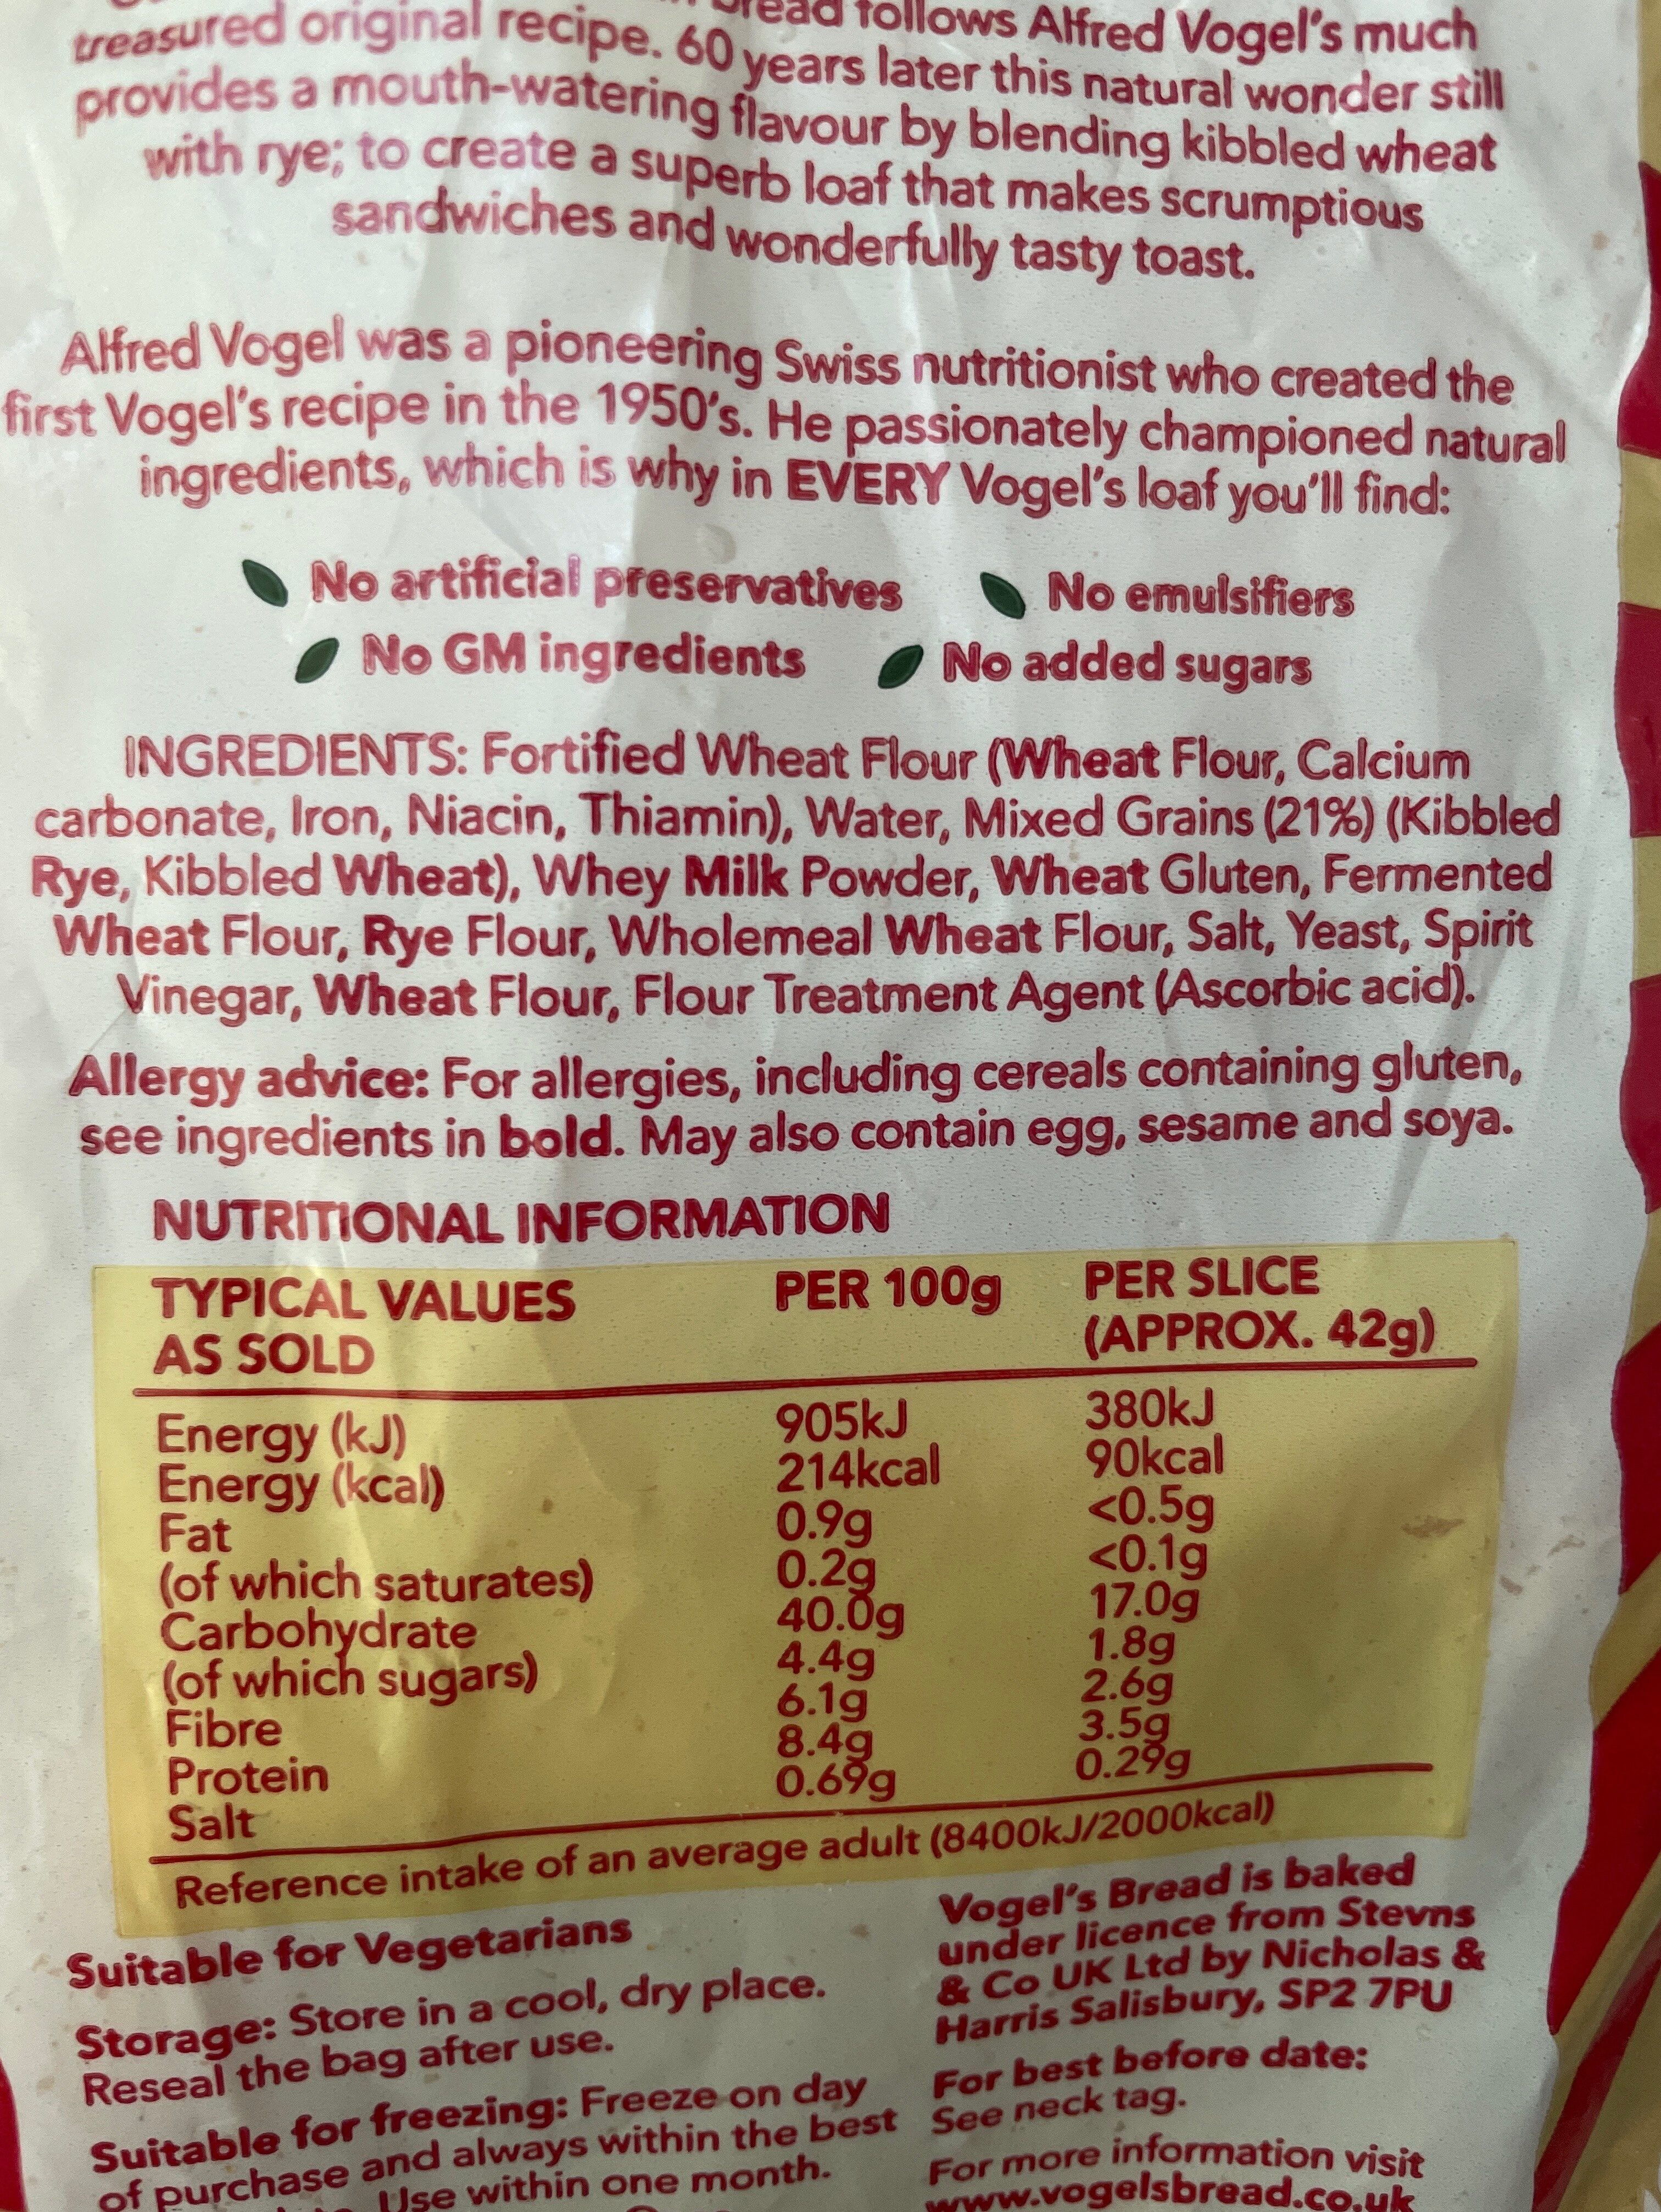 read follows Alfred Vogel's much
treasured original recipe. 60 years later this natural wonder still
provides a mouth-watering flavour by blending kibbled wheat
with rye; to create a superb loaf that makes scrumptious
sandwiches and wonderfully tasty toast.
Alfred Vogel was a pioneering Swiss nutritionist who created the
first Vogel's recipe in the 1950's. He passionately championed natural
ingredients, which is why in EVERY Vogel's loaf you'll find:
No artificial preservatives No emulsifiers
No GM ingredients No added sugars
INGREDIENTS: Fortified Wheat Flour (Wheat Flour, Calcium
carbonate, Iron, Niacin, Thiamin), Water, Mixed Grains (21%) (Kibbled
Rye, Kibbled Wheat), Whey Milk Powder, Wheat Gluten, Fermented
Wheat Flour, Rye Flour, Wholemeal Wheat Flour, Salt, Yeast, Spirit
Vinegar, Wheat Flour, Flour Treatment Agent (Ascorbic acid).
Allergy advice: For allergies, including cereals containing gluten,
see ingredients in bold. May also contain egg, sesame and soya.
NUTRITIONAL INFORMATION
TYPICAL VALUES PER 100g PER SLICE
AS SOLD (APPROX. 42g)
Energy (kJ) 905kJ 380kJ
Energy (kcal) 214kcal 90kcal
Fat 0.9g <0.5g
(of which saturates) 0.2g <0.1g
Carbohydrate 40.0g 17.0g
(of which sugars) 4.4g 1.8g
Fibre 6.1g 2.6g
Protein 8.4g 3.5g
Salt 0.69g 0.29g
Reference intake of an average adult (8400kJ/2000kcal)
Suitable for Vegetarians
Storage: Store in a cool, dry place.
Reseal the bag after use.
Suitable for freezing: Freeze on day
of purchase and always within the best
Use within one month.
Vogel's Bread is baked
under licence from Stevns
& Co UK Ltd by Nicholas &
Harris Salisbury, SP2 7PU
For best before date:
See neck tag.
For more information visit
www.vogelsbread.co.uk